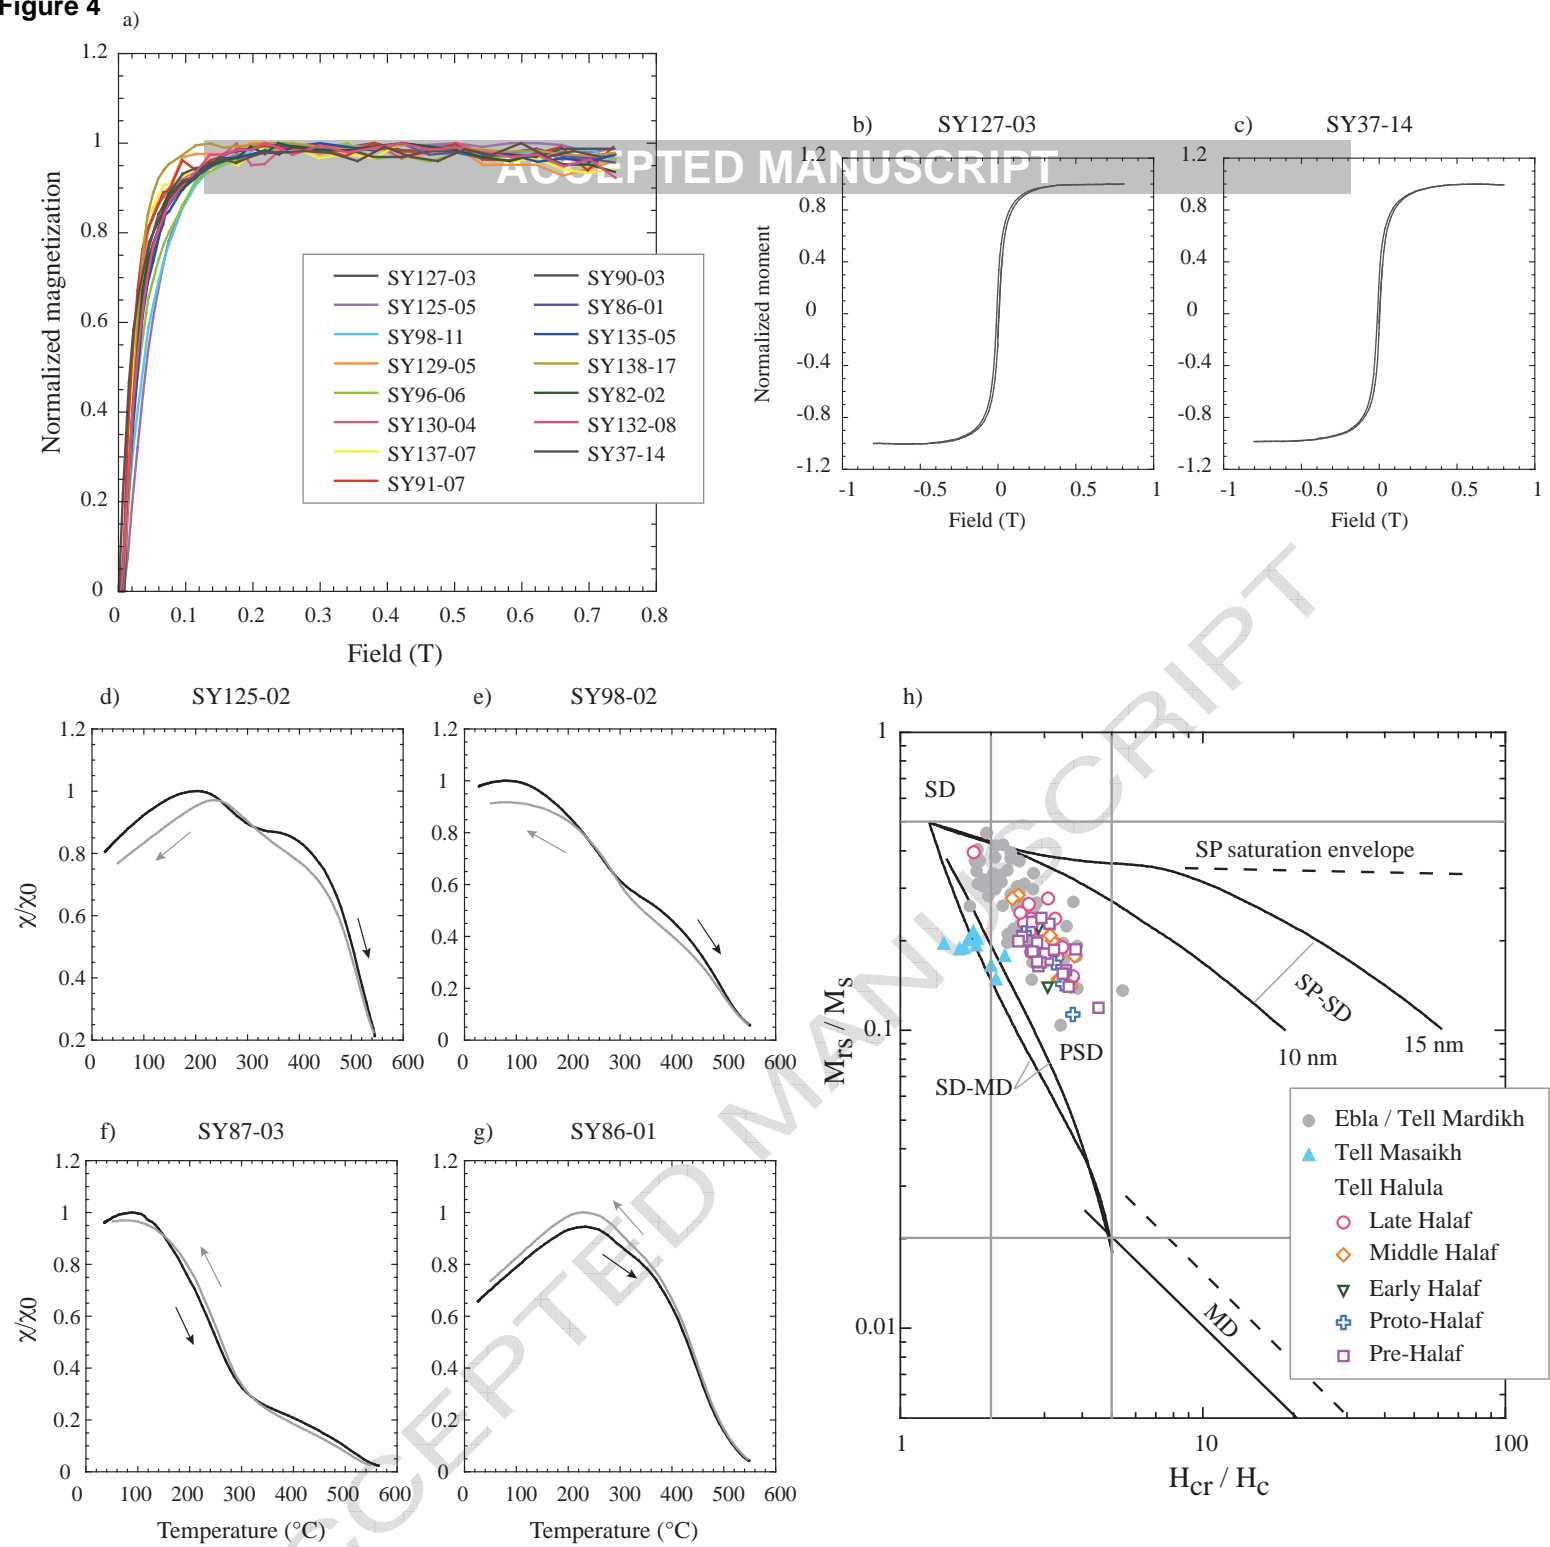 Figure 4
a)
1.2
1
0.8
0.6
0.4
0.2
0
Normalized magnetization
0 0.1 0.2 0.3 0.4 0.5 0.6 0.7 0.8
Field (T)
SY127-03
SY125-05
SY98-11
SY129-05
SY96-06
SY130-04
SY137-07
SY91-07
SY90-03
SY86-01
SY135-05
SY138-17
SY82-02
SY132-08
SY37-14
ACCEPTED MANUSCRIPT
b) SY127-03
1.2
0.8
0.4
0
-0.4
-0.8
-1.2
Normalized moment
-1 -0.5 0 0.5 1
Field (T)
c) SY37-14
1.2
0.8
0.4
0
-0.4
-0.8
-1.2
-1 -0.5 0 0.5 1
Field (T)
d) SY125-02
1.2
1
0.8
0.6
0.4
0.2
χ/χ0
0 100 200 300 400 500 600
e) SY98-02
1.2
1
0.8
0.6
0.4
0.2
0
0 100 200 300 400 500 600
f) SY87-03
1.2
1
0.8
0.6
0.4
0.2
0
χ/χ0
0 100 200 300 400 500 600
Temperature (°C)
g) SY86-01
1.2
1
0.8
0.6
0.4
0.2
0
0 100 200 300 400 500 600
Temperature (°C)
h)
1
0.1
0.01
Mrs / Ms
SD
SP saturation envelope
SP-SD
10 nm
15 nm
PSD
SD-MD
MD
Ebla / Tell Mardikh
Tell Masaikh
Tell Halula
Late Halaf
Middle Halaf
Early Halaf
Proto-Halaf
Pre-Halaf
1 10 100
Hcr / Hc
ACCEPTED MANUSCRIPT